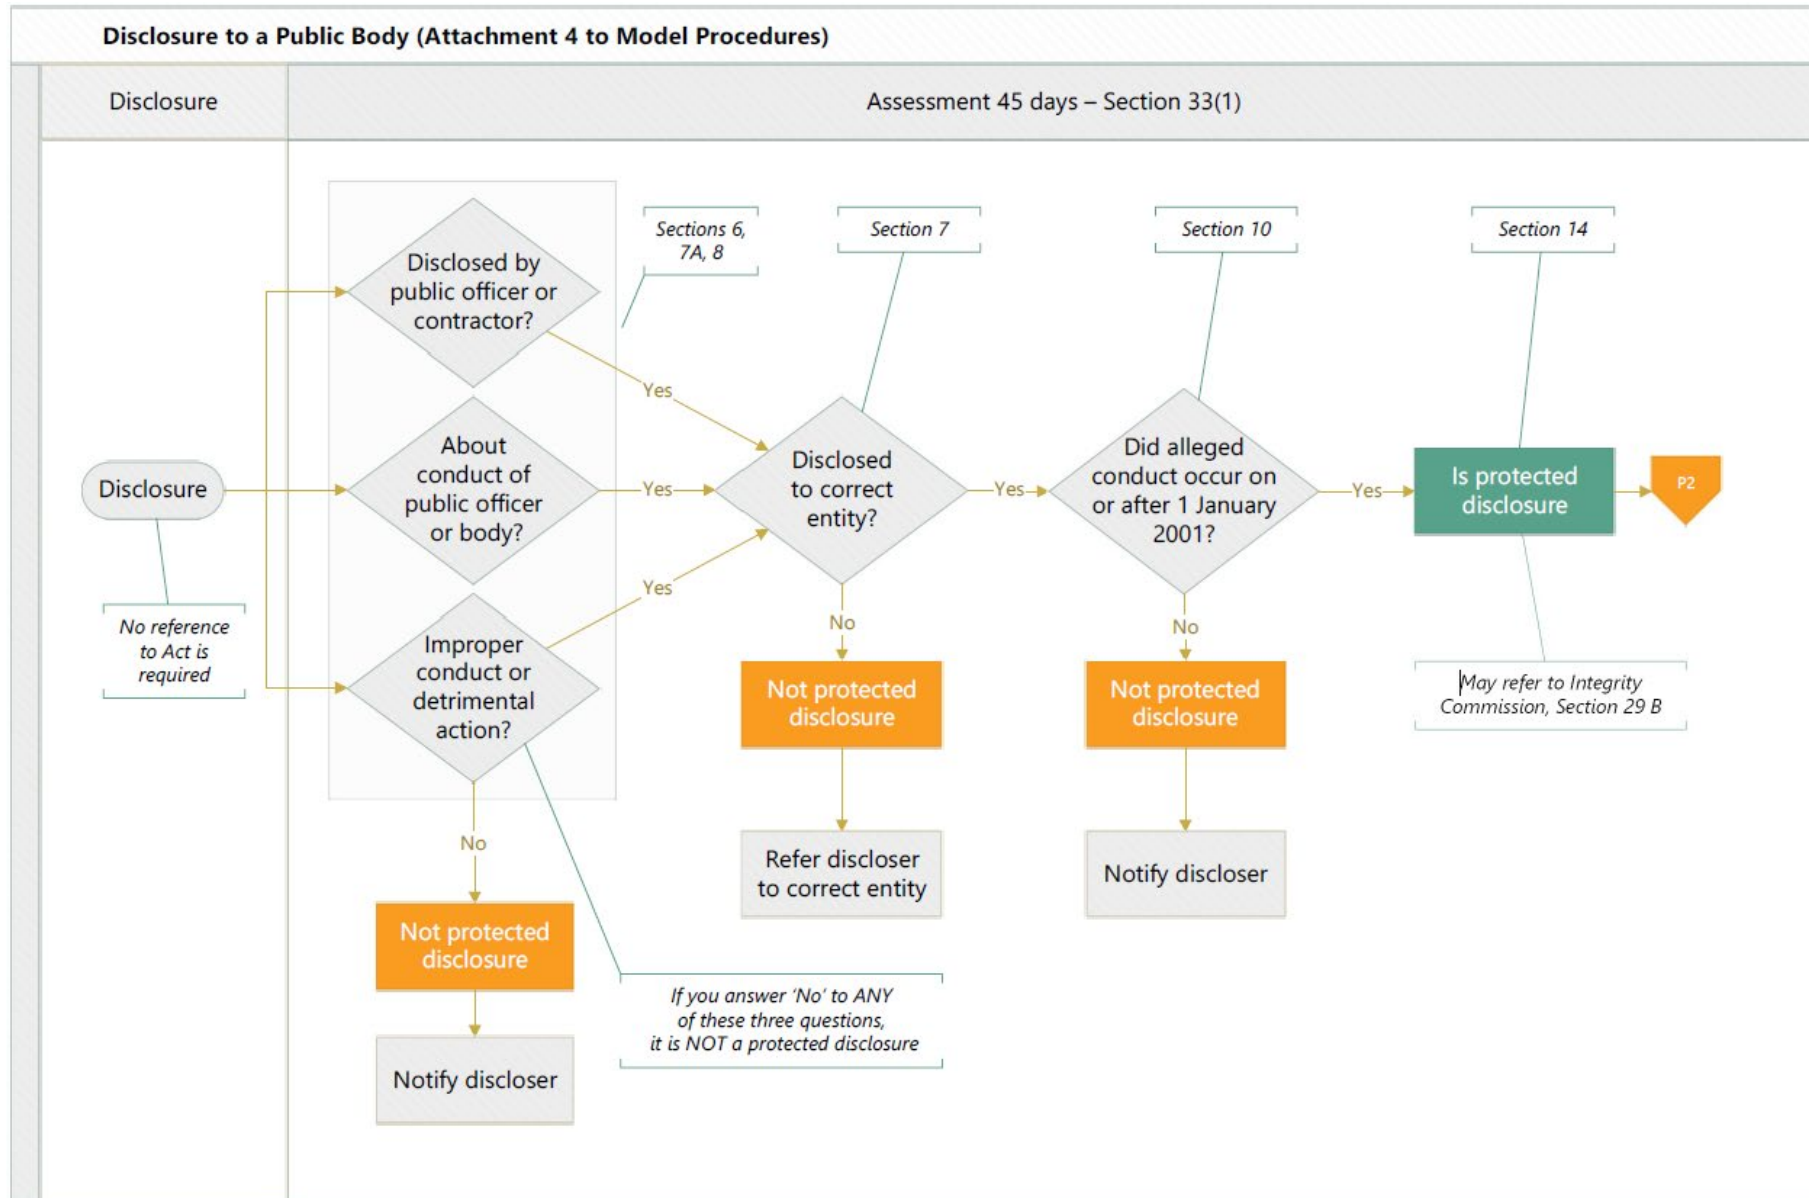 Disclosure to a Public Body (Attachment 4 to Model Procedures)
Disclosure
Assessment 45 days – Section 33(1)
Disclosure
No reference
to Act is
required
Disclosed by
public officer or
contractor?
About
conduct of
public officer
or body?
Improper
conduct or
detrimental
action?
Sections 6,
7A, 8
Yes
Yes
Yes
No
Not protected
disclosure
Notify discloser
If you answer ‘No’ to ANY
of these three questions,
it is NOT a protected disclosure
Section 7
Disclosed
to correct
entity?
Yes
No
Not protected
disclosure
Refer discloser
to correct entity
Section 10
Did alleged
conduct occur on
or after 1 January
2001?
Yes
No
Not protected
disclosure
Notify discloser
Section 14
Is protected
disclosure
P2
May refer to Integrity
Commission, Section 29 B